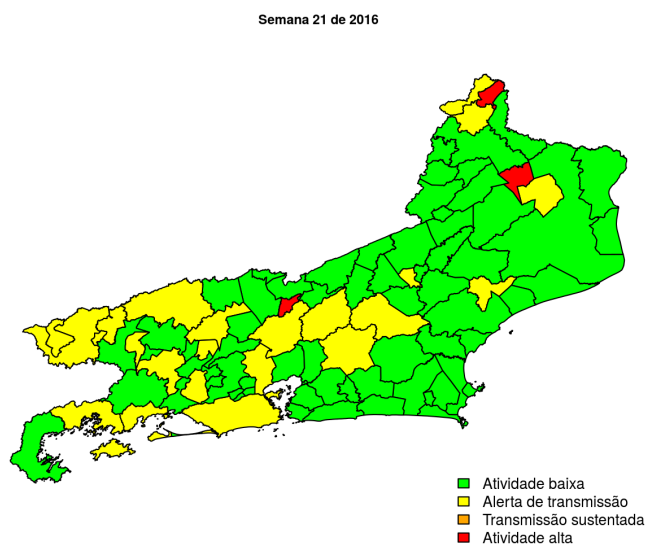 Semana 21 de 2016
Atividade baixa
Alerta de transmissão
Transmissão sustentada
Atividade alta